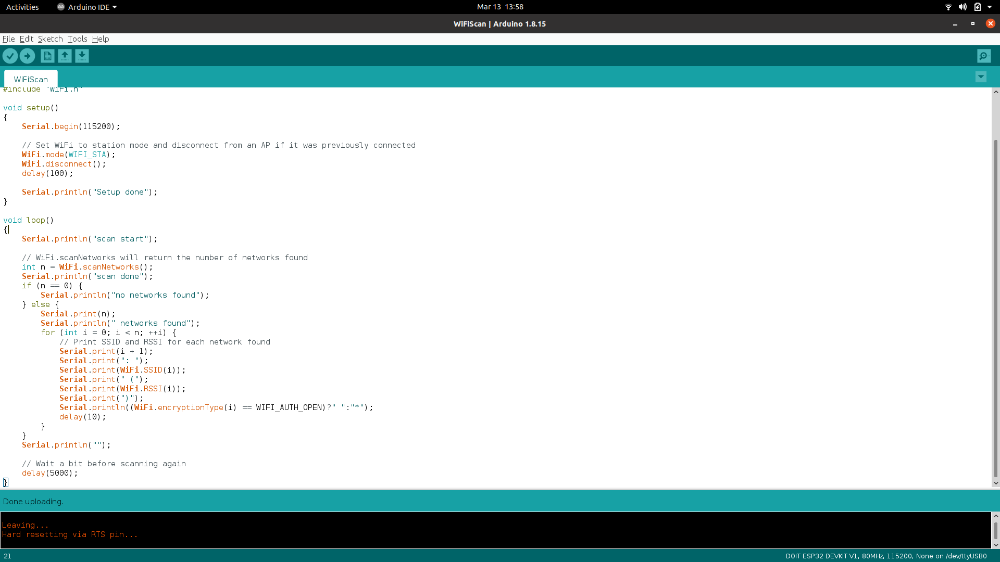 Activities Arduino IDE Mar 13 13:58
WiFiScan | Arduino 1.8.15
File Edit Sketch Tools Help
WiFiScan
#include "WiFi.h"
void setup()
{
    Serial.begin(115200);
    // Set WiFi to station mode and disconnect from an AP if it was previously connected
    WiFi.mode(WIFI_STA);
    WiFi.disconnect();
    delay(100);
    Serial.println("Setup done");
}
void loop()
{
    Serial.println("scan start");
    // WiFi.scanNetworks will return the number of networks found
    int n = WiFi.scanNetworks();
    Serial.println("scan done");
    if (n == 0) {
        Serial.println("no networks found");
    } else {
        Serial.print(n);
        Serial.println(" networks found");
        for (int i = 0; i < n; ++i) {
            // Print SSID and RSSI for each network found
            Serial.print(i + 1);
            Serial.print(": ");
            Serial.print(WiFi.SSID(i));
            Serial.print(" (");
            Serial.print(WiFi.RSSI(i));
            Serial.print(")");
            Serial.println((WiFi.encryptionType(i) == WIFI_AUTH_OPEN)?" ":"*");
            delay(10);
        }
    }
    Serial.println("");
    // Wait a bit before scanning again
    delay(5000);
}
Done uploading.
Leaving...
Hard resetting via RTS pin...
21 DOIT ESP32 DEVKIT V1, 80MHz, 115200, None on /dev/ttyUSB0